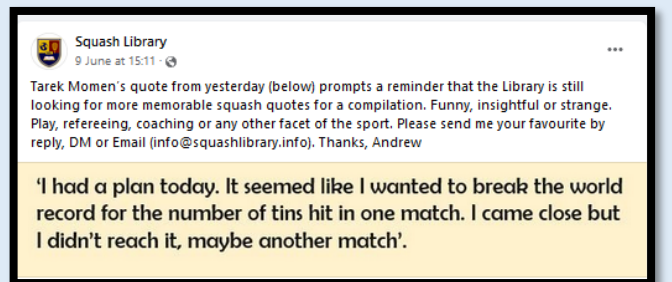 Squash Library
9 June at 15:11 ·
Tarek Momen's quote from yesterday (below) prompts a reminder that the Library is still
looking for more memorable squash quotes for a compilation. Funny, insightful or strange.
Play, refereeing, coaching or any other facet of the sport. Please send me your favourite by
reply, DM or Email (info@squashlibrary.info). Thanks, Andrew
‘I had a plan today. It seemed like I wanted to break the world
record for the number of tins hit in one match. I came close but
I didn’t reach it, maybe another match’.